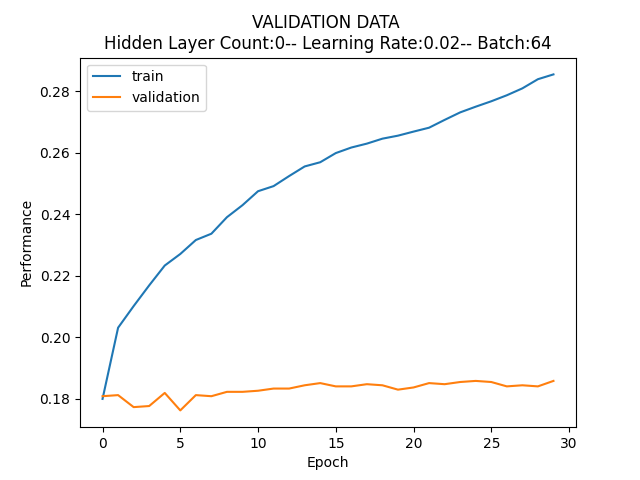 VALIDATION DATA
Hidden Layer Count:0-- Learning Rate:0.02-- Batch:64
train
validation
0.28
0.26
0.24
0.22
0.20
0.18
Performance
0
5
10
15
20
25
30
Epoch